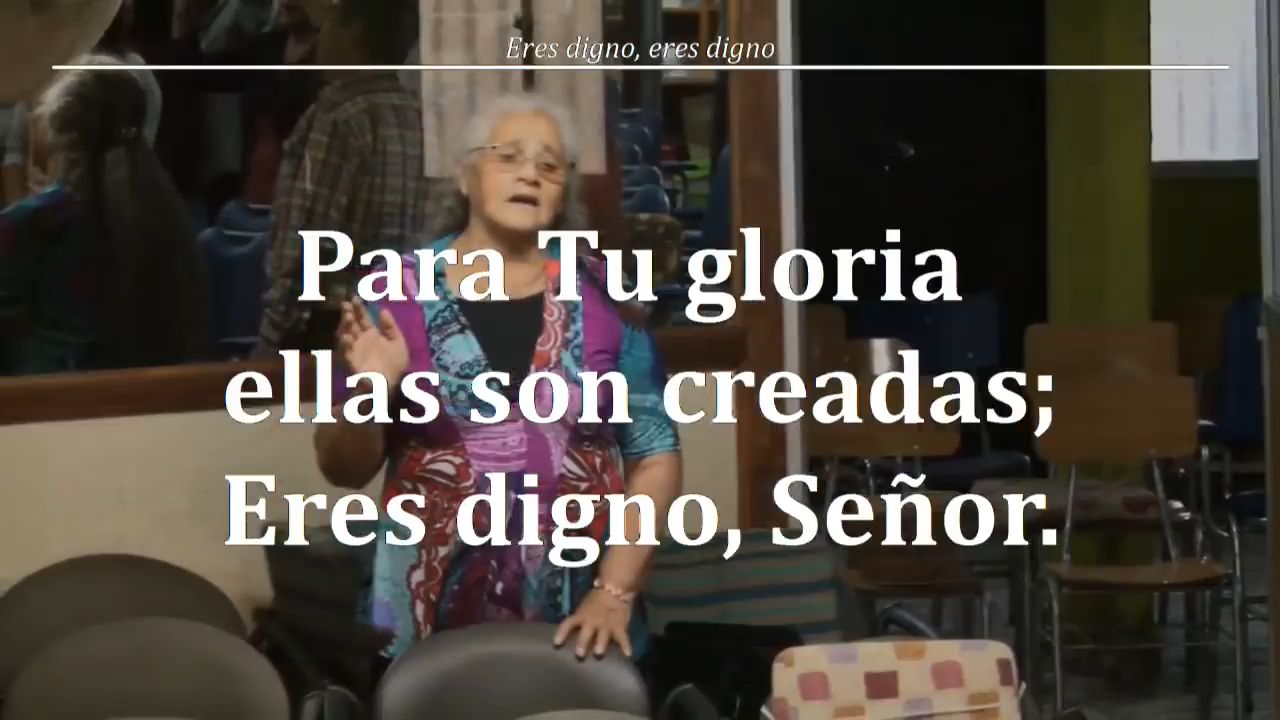 Eres digno, eres digno
Para Tu gloria
ellas son creadas;
Eres digno, Señor.